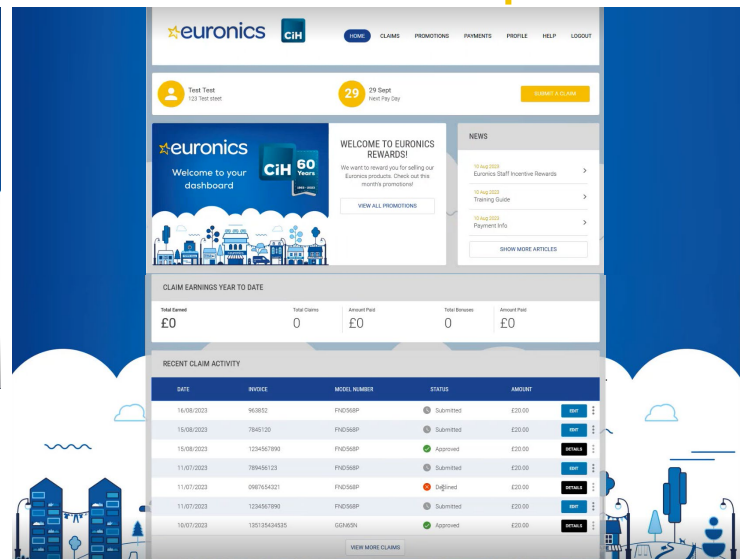 euronics CiH
HOME CLAIMS PROMOTIONS PAYMENTS PROFILE HELP LOGOUT
Test Test
123 Test steet
29
29 Sept
Next Pay Day
SUBMIT A CLAIM
euronics
Welcome to your
dashboard
CiH 60
Years
WELCOME TO EURONICS
REWARDS!
We want to reward you for selling our
Euronics products. Check out this
month's promotions!
VIEW ALL PROMOTIONS
NEWS
10 Aug 2023
Euronics Staff Incentive Rewards
10 Aug 2023
Training Guide
10 Aug 2023
Payment Info
SHOW MORE ARTICLES
CLAIM EARNINGS YEAR TO DATE
Total Earned Total Claims Amount Paid Total Bonuses Amount Paid
£0 0 £0 0 £0
RECENT CLAIM ACTIVITY
DATE INVOICE MODEL NUMBER STATUS AMOUNT
16/08/2023 963852 FND568P Submitted £20.00 EDIT
15/08/2023 7845120 FND568P Submitted £20.00 EDIT
15/08/2023 1234567890 FND568P Approved £20.00 DETAILS
11/07/2023 789456123 FND568P Submitted £20.00 EDIT
11/07/2023 0987654321 FND568P Declined £20.00 DETAILS
11/07/2023 1234567890 FND568P Submitted £20.00 EDIT
10/07/2023 135135434535 GGN65N Approved £20.00 DETAILS
VIEW MORE CLAIMS